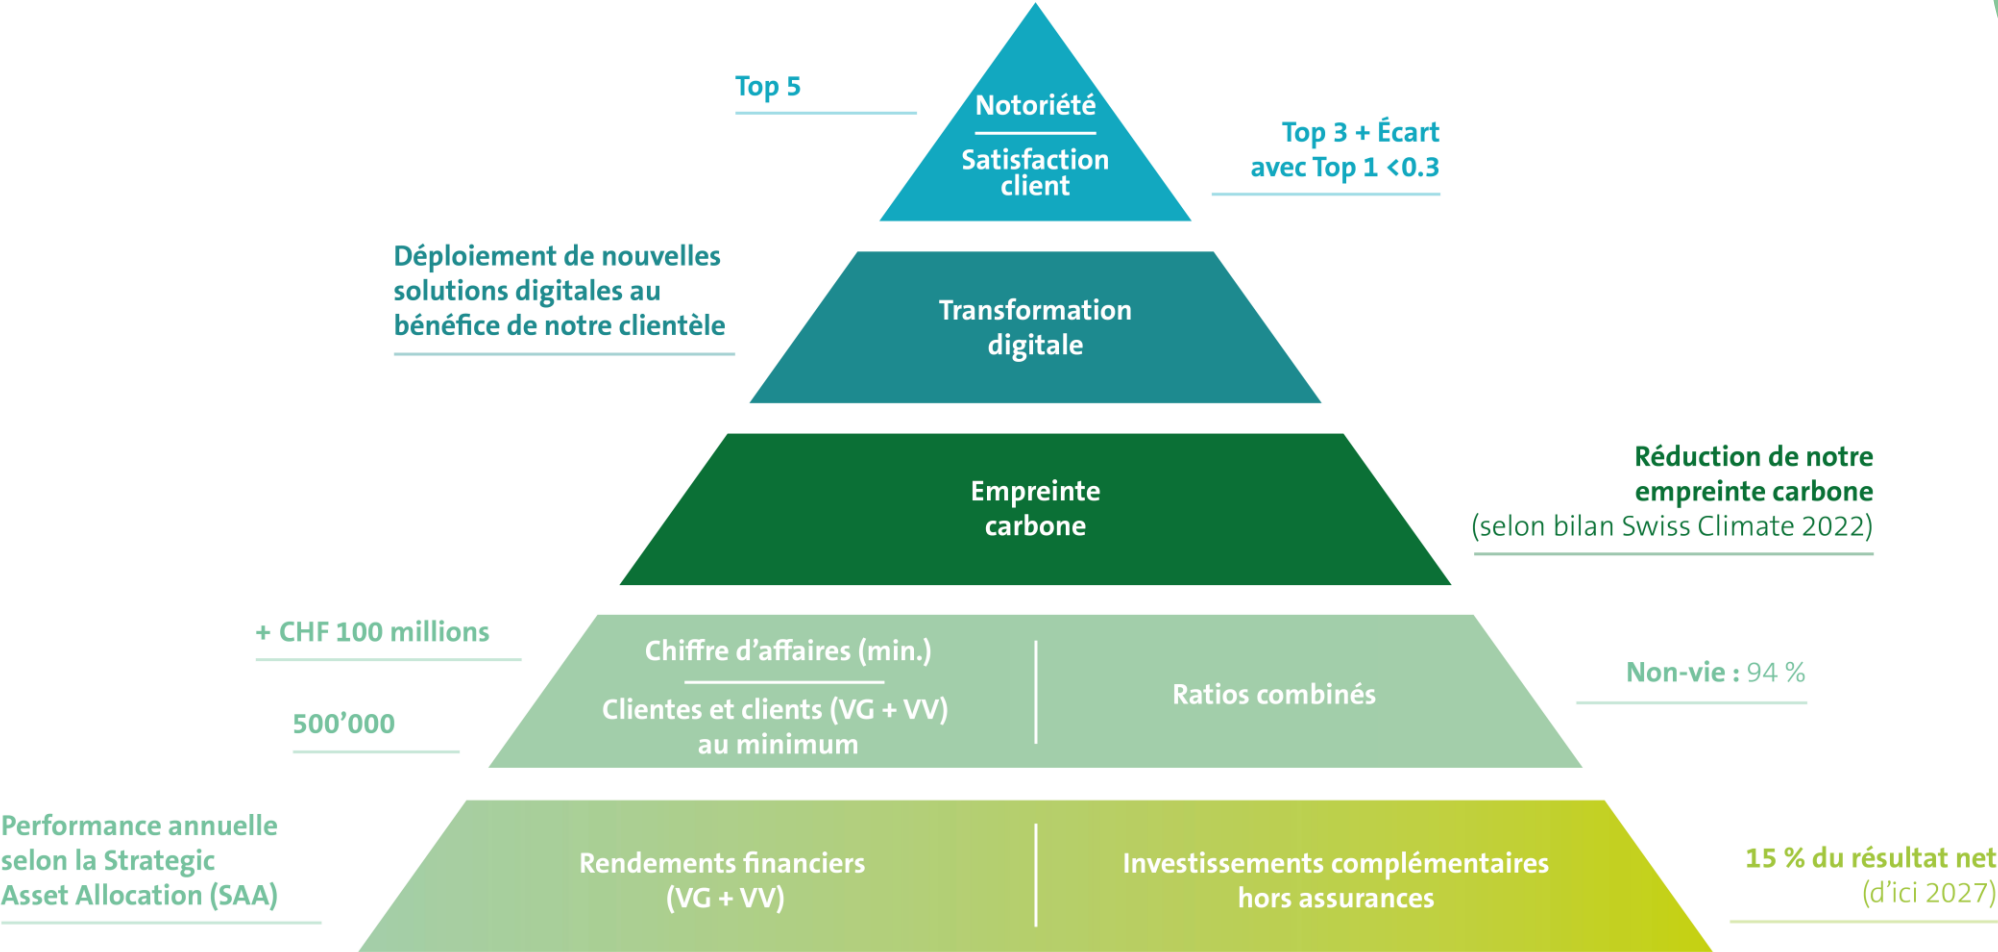 Top 5
Notoriété
Satisfaction
client
Top 3 + Écart
avec Top 1 <0.3
Déploiement de nouvelles
solutions digitales au
bénéfice de notre clientèle
Transformation
digitale
Empreinte
carbone
Réduction de notre
empreinte carbone
(selon bilan Swiss Climate 2022)
+ CHF 100 millions
500’000
Chiffre d’affaires (min.)
Clientes et clients (VG + VV)
au minimum
Ratios combinés
Non-vie : 94 %
Performance annuelle
selon la Strategic
Asset Allocation (SAA)
Rendements financiers
(VG + VV)
Investissements complémentaires
hors assurances
15 % du résultat net
(d’ici 2027)